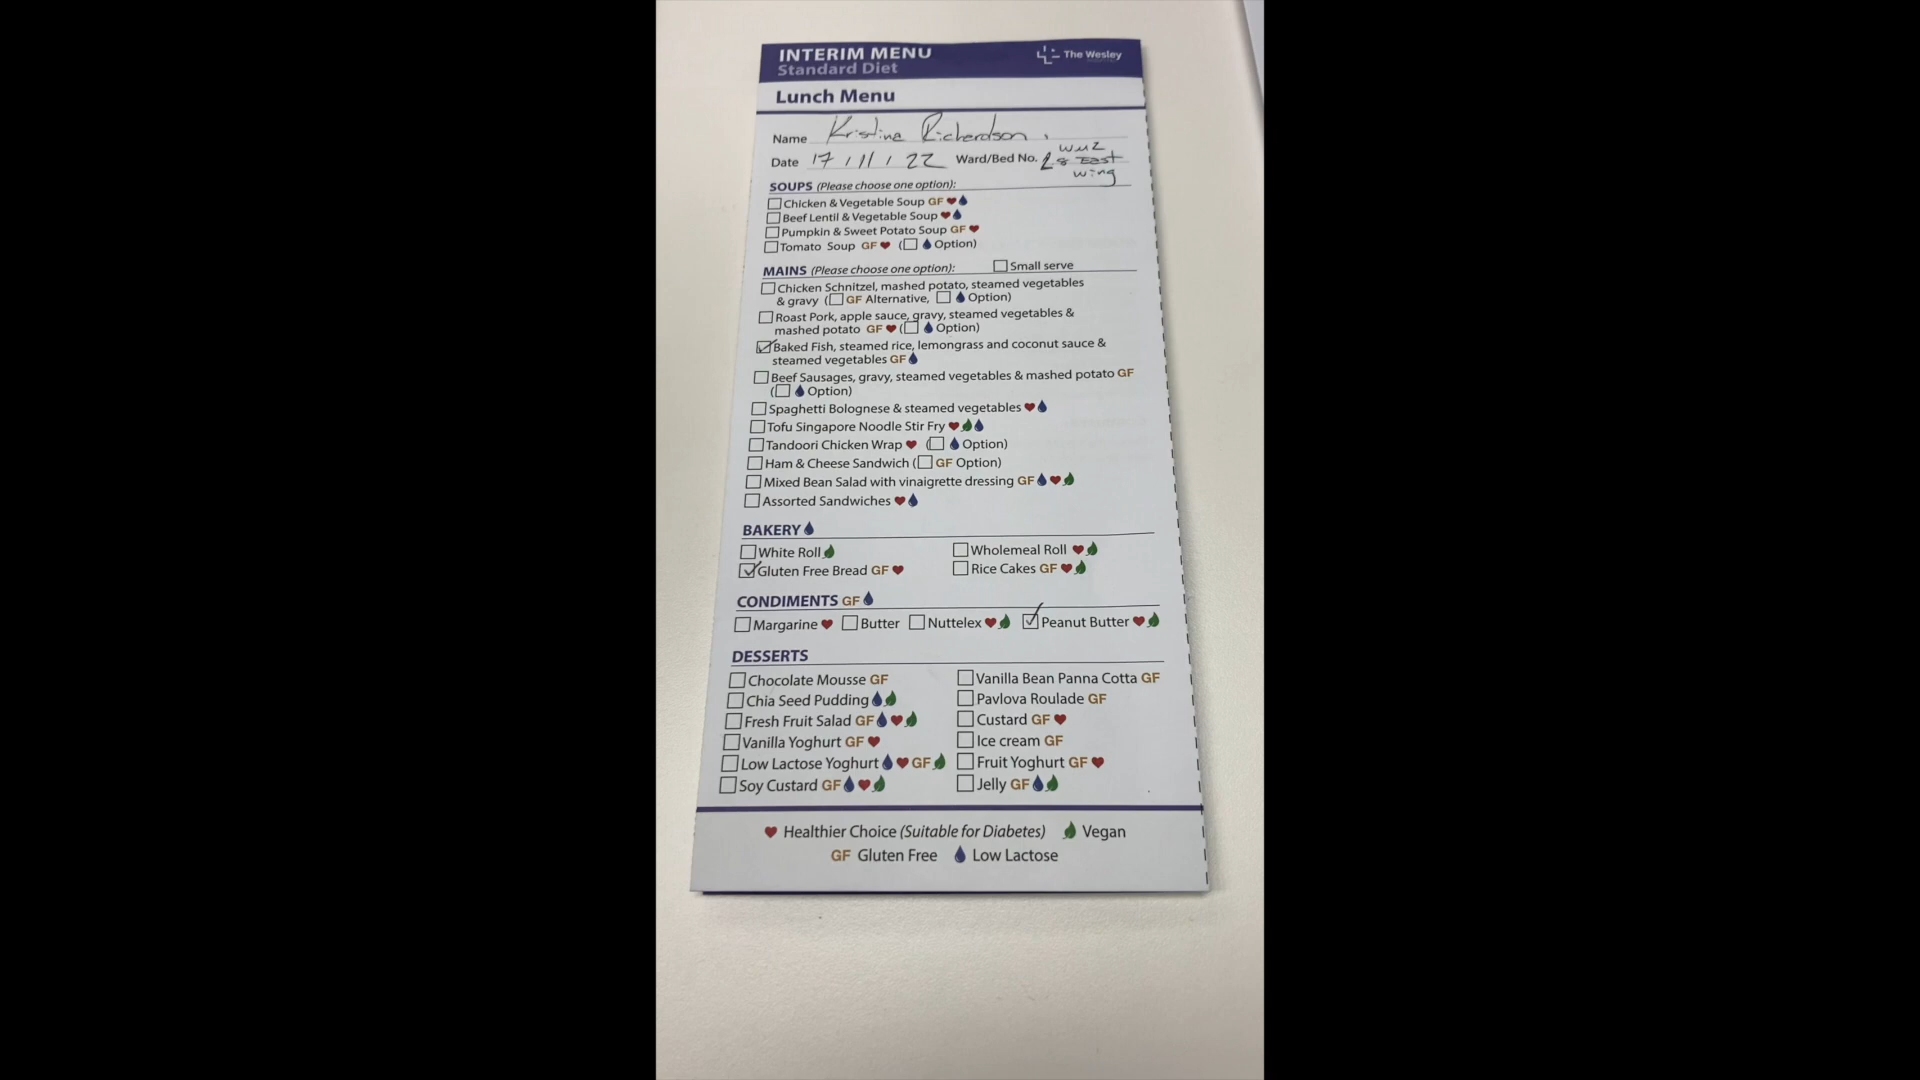 INTERIM MENU
Standard Diet
The Wesley
Lunch Menu
Name Kristina Richardson
Date 17/11/22 Ward/Bed No. WM2
L8 East
wing
SOUPS (Please choose one option):
Chicken & Vegetable Soup GF
Beef Lentil & Vegetable Soup
Pumpkin & Sweet Potato Soup GF
Tomato Soup GF ( Option)
MAINS (Please choose one option): Small serve
Chicken Schnitzel, mashed potato, steamed vegetables
& gravy ( GF Alternative, Option)
Roast Pork, apple sauce, gravy, steamed vegetables &
mashed potato GF ( Option)
Baked Fish, steamed rice, lemongrass and coconut sauce &
steamed vegetables GF
Beef Sausages, gravy, steamed vegetables & mashed potato GF
( Option)
Spaghetti Bolognese & steamed vegetables
Tofu Singapore Noodle Stir Fry
Tandoori Chicken Wrap ( Option)
Ham & Cheese Sandwich ( GF Option)
Mixed Bean Salad with vinaigrette dressing GF
Assorted Sandwiches
BAKERY
White Roll Wholemeal Roll
Gluten Free Bread GF Rice Cakes GF
CONDIMENTS GF
Margarine Butter Nuttelex Peanut Butter
DESSERTS
Chocolate Mousse GF Vanilla Bean Panna Cotta GF
Chia Seed Pudding Pavlova Roulade GF
Fresh Fruit Salad GF Custard GF
Vanilla Yoghurt GF Ice cream GF
Low Lactose Yoghurt GF Fruit Yoghurt GF
Soy Custard GF Jelly GF
Healthier Choice (Suitable for Diabetes) Vegan
GF Gluten Free Low Lactose